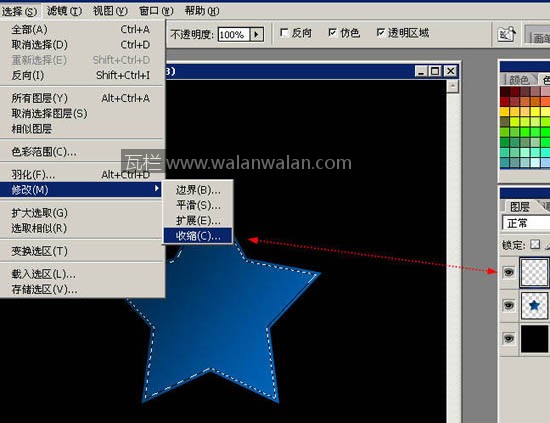 选择(S) 滤镜(T) 视图(V) 窗口(W) 帮助(H)
不透明度: 100% 反向 仿色 透明区域
画笔
全部(A) Ctrl+A
取消选择(D) Ctrl+D
重新选择(E) Shift+Ctrl+D
反向(I) Shift+Ctrl+I
所有图层(Y) Alt+Ctrl+A
取消选择图层(S)
相似图层
色彩范围(C)...
羽化(F)... Alt+Ctrl+D
修改(M)
扩大选取(G)
选取相似(R)
变换选区(T)
载入选区(L)...
存储选区(V)...
边界(B)...
平滑(S)...
扩展(E)...
收缩(C)...
瓦栏 www.walanwalan.com
颜色
图层
正常
锁定: